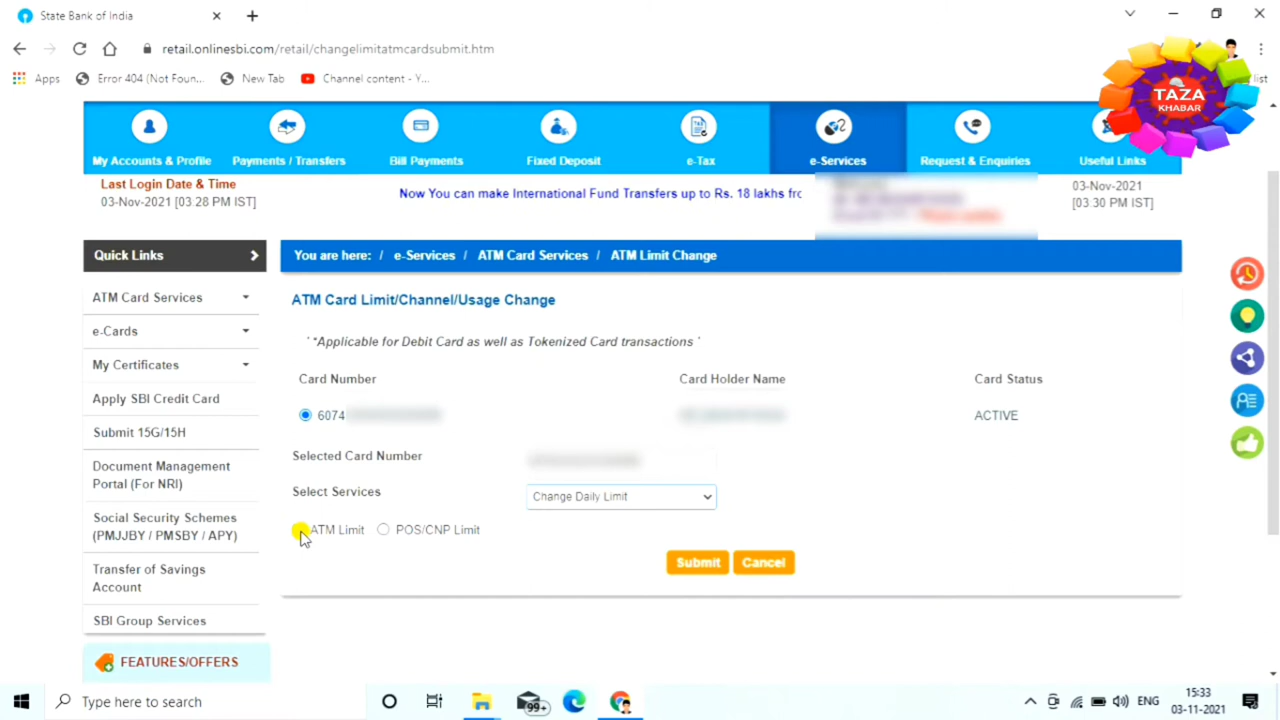 State Bank of India
retail.onlinesbi.com/retail/changelimitatmcardsubmit.htm
Apps
Error 404 (Not Foun...
New Tab
Channel content - Y...
list
TAZA
KHABAR
My Accounts & Profile
Payments / Transfers
Bill Payments
Fixed Deposit
e-Tax
e-Services
Request & Enquiries
Useful Links
Last Login Date & Time
03-Nov-2021 [03:28 PM IST]
Now You can make International Fund Transfers up to Rs. 18 lakhs fro
03-Nov-2021
[03:30 PM IST]
Quick Links
You are here: / e-Services / ATM Card Services / ATM Limit Change
ATM Card Services
e-Cards
My Certificates
Apply SBI Credit Card
Submit 15G/15H
Document Management
Portal (For NRI)
Social Security Schemes
(PMJJBY / PMSBY / APY)
Transfer of Savings
Account
SBI Group Services
FEATURES/OFFERS
ATM Card Limit/Channel/Usage Change
' *Applicable for Debit Card as well as Tokenized Card transactions '
Card Number
Card Holder Name
Card Status
6074
ACTIVE
Selected Card Number
Select Services
Change Daily Limit
ATM Limit
POS/CNP Limit
Submit
Cancel
Type here to search
99+
ENG
15:33
03-11-2021